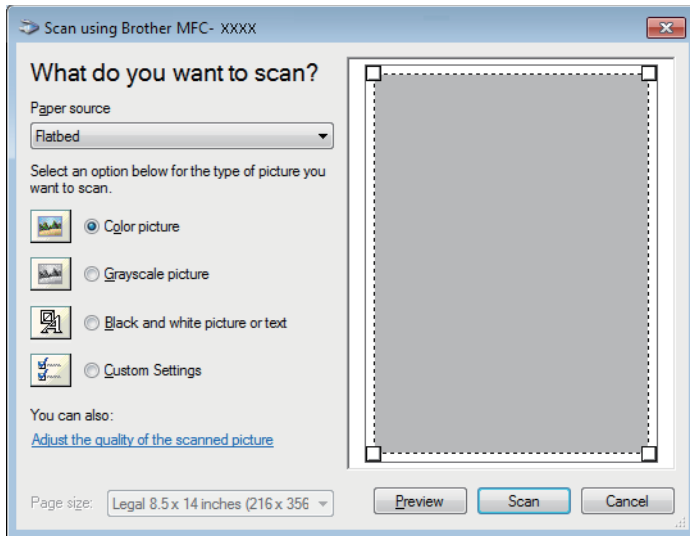 Scan using Brother MFC- XXXX
What do you want to scan?
Paper source
Flatbed
Select an option below for the type of picture you
want to scan.
Color picture
Grayscale picture
Black and white picture or text
Custom Settings
You can also:
Adjust the quality of the scanned picture
Page size: Legal 8.5 x 14 inches (216 x 356
Preview Scan Cancel